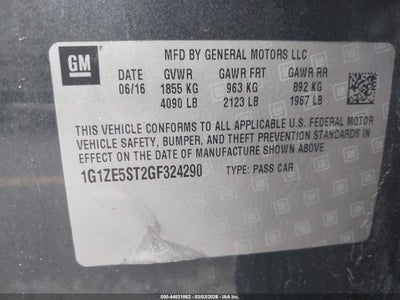 GM
MFD BY GENERAL MOTORS LLC
DATE GVWR GAWR FRT GAWR RR
06/16 1855 KG 963 KG 892 KG
4090 LB 2123 LB 1967 LB
THIS VEHICLE CONFORMS TO ALL APPLICABLE U.S. FEDERAL MOTOR
VEHICLE SAFETY, BUMPER, AND THEFT PREVENTION STANDARDS IN
EFFECT ON THE DATE OF MANUFACTURE SHOWN ABOVE.
1G1ZE5ST2GF324290 TYPE: PASS CAR
000-44521862 - 03/03/2026 - IAA Inc.